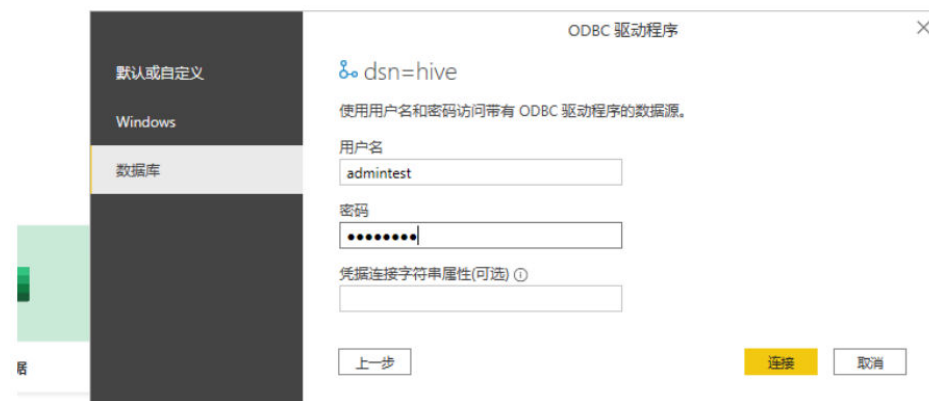 ODBC 驱动程序
默认或自定义
Windows
数据库
dsn=hive
使用用户名和密码访问带有 ODBC 驱动程序的数据源。
用户名
admintest
密码
●●●●●●●●
凭据连接字符串属性(可选)
上一步
连接
取消
据